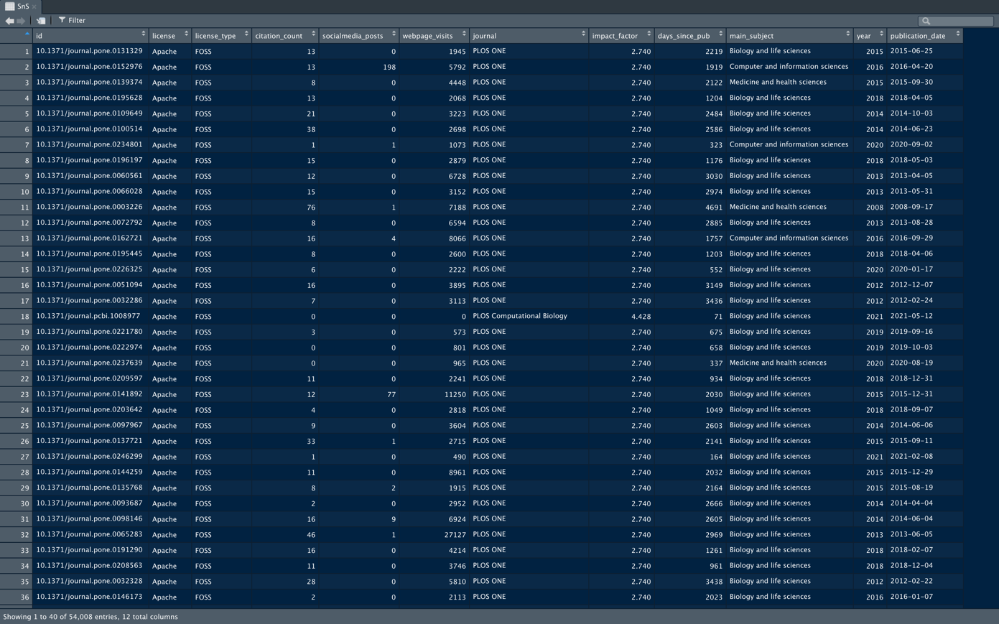 SnS
Filter
id license license_type citation_count socialmedia_posts webpage_visits journal impact_factor days_since_pub main_subject year publication_date
1 10.1371/journal.pone.0131329 Apache FOSS 13 0 1945 PLOS ONE 2.740 2219 Biology and life sciences 2015 2015-06-25
2 10.1371/journal.pone.0152976 Apache FOSS 13 198 5792 PLOS ONE 2.740 1919 Computer and information sciences 2016 2016-04-20
3 10.1371/journal.pone.0139374 Apache FOSS 8 0 4448 PLOS ONE 2.740 2122 Medicine and health sciences 2015 2015-09-30
4 10.1371/journal.pone.0195628 Apache FOSS 13 0 2068 PLOS ONE 2.740 1204 Biology and life sciences 2018 2018-04-05
5 10.1371/journal.pone.0109649 Apache FOSS 21 0 3223 PLOS ONE 2.740 2484 Biology and life sciences 2014 2014-10-03
6 10.1371/journal.pone.0100514 Apache FOSS 38 0 2698 PLOS ONE 2.740 2586 Biology and life sciences 2014 2014-06-23
7 10.1371/journal.pone.0234801 Apache FOSS 1 1 1073 PLOS ONE 2.740 323 Computer and information sciences 2020 2020-09-02
8 10.1371/journal.pone.0196197 Apache FOSS 15 0 2879 PLOS ONE 2.740 1176 Biology and life sciences 2018 2018-05-03
9 10.1371/journal.pone.0060561 Apache FOSS 12 0 6728 PLOS ONE 2.740 3030 Biology and life sciences 2013 2013-04-05
10 10.1371/journal.pone.0066028 Apache FOSS 15 0 3152 PLOS ONE 2.740 2974 Biology and life sciences 2013 2013-05-31
11 10.1371/journal.pone.0003226 Apache FOSS 76 1 7188 PLOS ONE 2.740 4691 Medicine and health sciences 2008 2008-09-17
12 10.1371/journal.pone.0072792 Apache FOSS 8 0 6594 PLOS ONE 2.740 2885 Biology and life sciences 2013 2013-08-28
13 10.1371/journal.pone.0162721 Apache FOSS 16 4 8066 PLOS ONE 2.740 1757 Computer and information sciences 2016 2016-09-29
14 10.1371/journal.pone.0195445 Apache FOSS 8 0 2600 PLOS ONE 2.740 1203 Biology and life sciences 2018 2018-04-06
15 10.1371/journal.pone.0226325 Apache FOSS 6 0 2222 PLOS ONE 2.740 552 Biology and life sciences 2020 2020-01-17
16 10.1371/journal.pone.0051094 Apache FOSS 16 0 3895 PLOS ONE 2.740 3149 Biology and life sciences 2012 2012-12-07
17 10.1371/journal.pone.0032286 Apache FOSS 7 0 3113 PLOS ONE 2.740 3436 Biology and life sciences 2012 2012-02-24
18 10.1371/journal.pcbi.1008977 Apache FOSS 0 0 0 PLOS Computational Biology 4.428 71 Biology and life sciences 2021 2021-05-12
19 10.1371/journal.pone.0221780 Apache FOSS 3 0 573 PLOS ONE 2.740 675 Biology and life sciences 2019 2019-09-16
20 10.1371/journal.pone.0222974 Apache FOSS 0 0 801 PLOS ONE 2.740 658 Biology and life sciences 2019 2019-10-03
21 10.1371/journal.pone.0237639 Apache FOSS 0 0 965 PLOS ONE 2.740 337 Medicine and health sciences 2020 2020-08-19
22 10.1371/journal.pone.0209597 Apache FOSS 11 0 2241 PLOS ONE 2.740 934 Biology and life sciences 2018 2018-12-31
23 10.1371/journal.pone.0141892 Apache FOSS 12 77 11250 PLOS ONE 2.740 2030 Biology and life sciences 2015 2015-12-31
24 10.1371/journal.pone.0203642 Apache FOSS 4 0 2818 PLOS ONE 2.740 1049 Biology and life sciences 2018 2018-09-07
25 10.1371/journal.pone.0097967 Apache FOSS 9 0 3604 PLOS ONE 2.740 2603 Biology and life sciences 2014 2014-06-06
26 10.1371/journal.pone.0137721 Apache FOSS 33 1 2715 PLOS ONE 2.740 2141 Biology and life sciences 2015 2015-09-11
27 10.1371/journal.pone.0246299 Apache FOSS 1 0 490 PLOS ONE 2.740 164 Biology and life sciences 2021 2021-02-08
28 10.1371/journal.pone.0144259 Apache FOSS 11 0 8961 PLOS ONE 2.740 2032 Biology and life sciences 2015 2015-12-29
29 10.1371/journal.pone.0135768 Apache FOSS 8 2 1915 PLOS ONE 2.740 2164 Biology and life sciences 2015 2015-08-19
30 10.1371/journal.pone.0093687 Apache FOSS 2 0 2952 PLOS ONE 2.740 2666 Biology and life sciences 2014 2014-04-04
31 10.1371/journal.pone.0098146 Apache FOSS 16 9 6924 PLOS ONE 2.740 2605 Biology and life sciences 2014 2014-06-04
32 10.1371/journal.pone.0065283 Apache FOSS 46 1 27127 PLOS ONE 2.740 2969 Biology and life sciences 2013 2013-06-05
33 10.1371/journal.pone.0191290 Apache FOSS 16 0 4214 PLOS ONE 2.740 1261 Biology and life sciences 2018 2018-02-07
34 10.1371/journal.pone.0208563 Apache FOSS 11 0 3746 PLOS ONE 2.740 961 Biology and life sciences 2018 2018-12-04
35 10.1371/journal.pone.0032328 Apache FOSS 28 0 5810 PLOS ONE 2.740 3438 Biology and life sciences 2012 2012-02-22
36 10.1371/journal.pone.0146173 Apache FOSS 2 0 2113 PLOS ONE 2.740 2023 Biology and life sciences 2016 2016-01-07
Showing 1 to 40 of 54,008 entries, 12 total columns